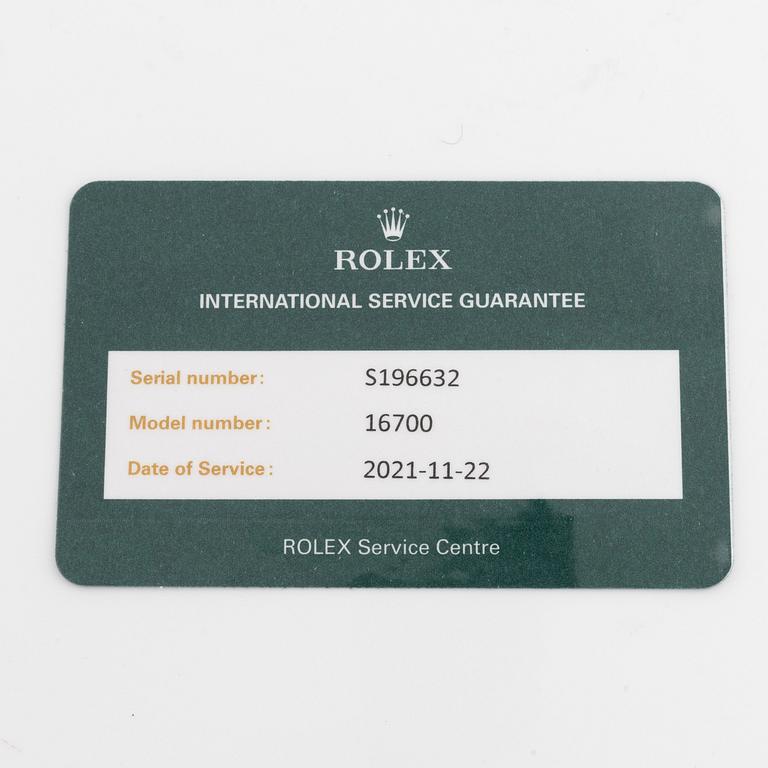 ROLEX
INTERNATIONAL SERVICE GUARANTEE
Serial number: S196632
Model number: 16700
Date of Service: 2021-11-22
ROLEX Service Centre